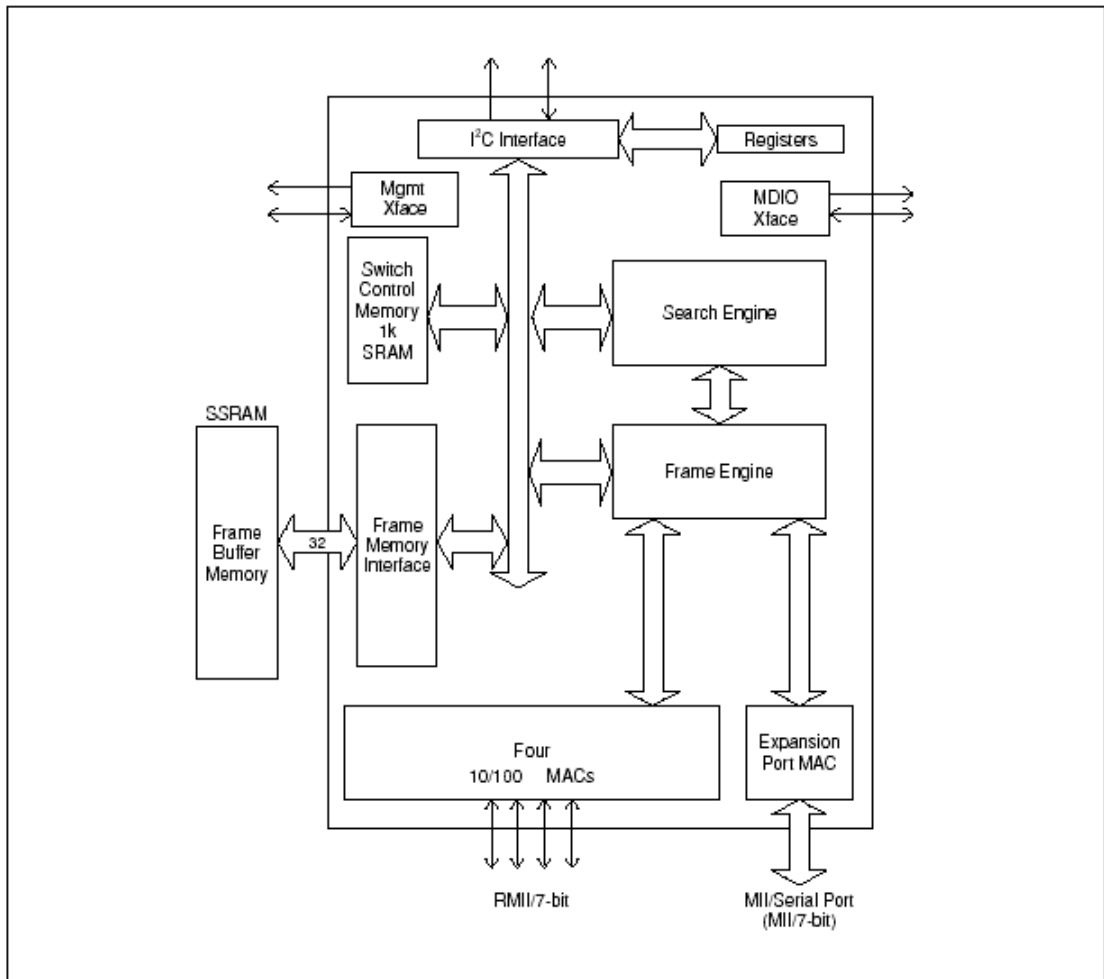 I²C Interface
Registers
Mgmt
Xface
MDIO
Xface
Switch
Control
Memory
1k
SRAM
Search Engine
SSRAM
Frame
Buffer
Memory
32
Frame
Memory
Interface
Frame Engine
Four
10/100 MACs
Expansion
Port MAC
RMII/7-bit
MII/Serial Port
(MII/7-bit)